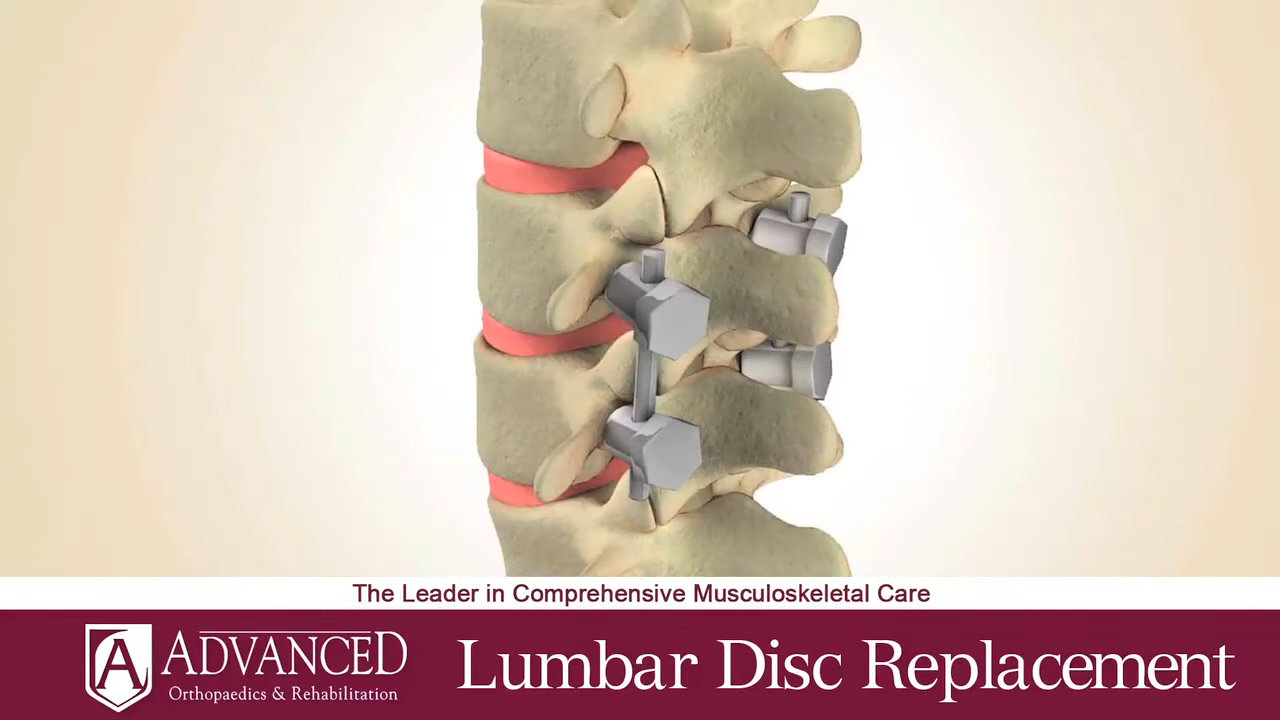 The Leader in Comprehensive Musculoskeletal Care
A
ADVANCED
Orthopaedics & Rehabilitation
Lumbar Disc Replacement